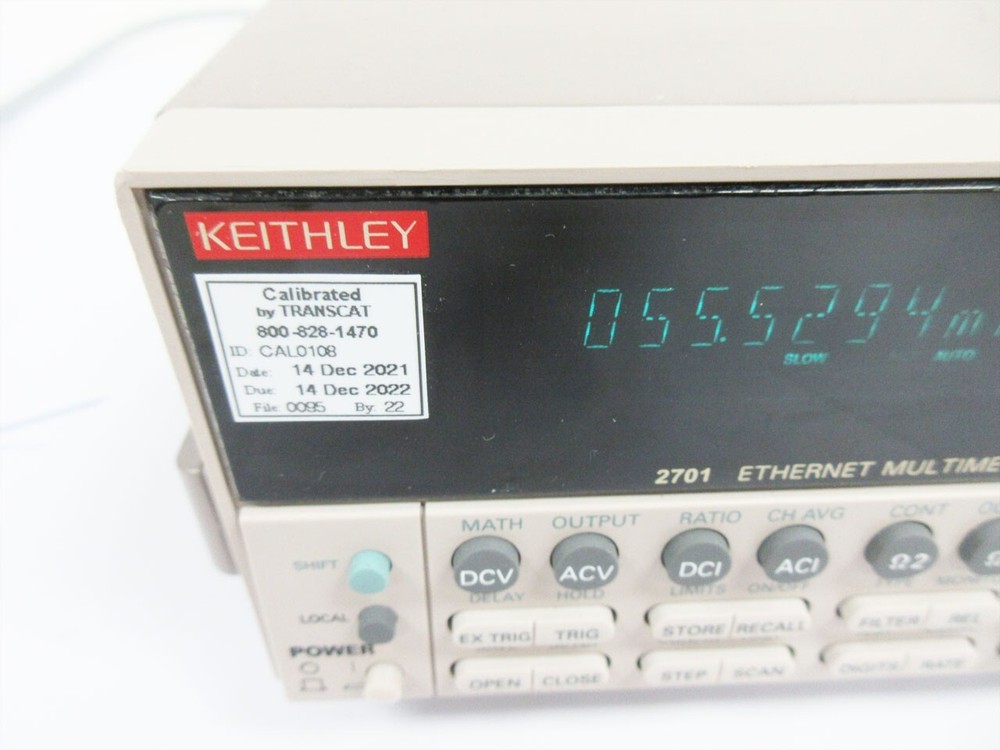 KEITHLEY
Calibrated
by TRANSCAT
800-828-1470
ID: CAL0108
Date: 14 Dec 2021
Due: 14 Dec 2022
File: 0095 By: 22
055.5294 m
SLOW AUTO
2701 ETHERNET MULTIME
MATH OUTPUT RATIO CH AVG CONT
SHIFT
DCV ACV DCI ACI Ω2
DELAY HOLD LIMITS ON/OFF TYPE
LOCAL
EX TRIG TRIG STORE RECALL FILTER REL
POWER
OPEN CLOSE STEP SCAN DIGITS RATE